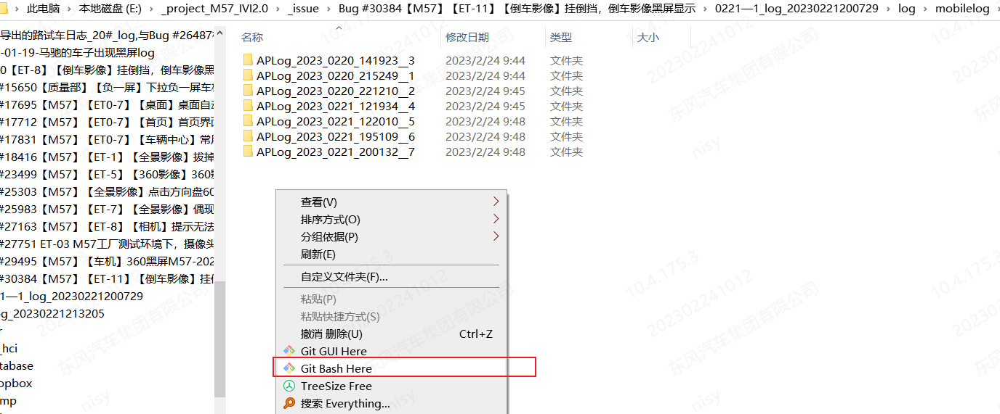 此电脑 > 本地磁盘 (E:) > _project_M57_IVI2.0 > _issue > Bug #30384【M57】【ET-11】【倒车影像】挂倒挡，倒车影像黑屏显示 > 0221—1_log_20230221200729 > log > mobilelog
导出的路试车日志_20#_log,与Bug #26487
-01-19-马驰的车子出现黑屏log
0【ET-8】【倒车影像】挂倒挡，倒车影像黑
#15650【质量部】【负一屏】下拉负一屏车
#17695【M57】【ET0-7】【桌面】桌面自
#17712【M57】【ET0-7】【首页】首页界
#17831【M57】【ET0-7】【车辆中心】常
#18416【M57】【ET-1】【全景影像】拔掉
#23499【M57】【ET-5】【360影像】360
#25303【M57】【全景影像】点击方向盘60
#25983【M57】【ET-7】【全景影像】偶现
#27163【M57】【ET-8】【相机】提示无法
#27751 ET-03 M57工厂测试环境下，摄像头
#29495【M57】【车机】360黑屏M57-202
#30384【M57】【ET-11】【倒车影像】挂
1—1_log_20230221200729
og_20230221213205
r
_hci
tabase
opbox
mp
名称 修改日期 类型 大小
APLog_2023_0220_141923__3 2023/2/24 9:44 文件夹
APLog_2023_0220_215249__1 2023/2/24 9:44 文件夹
APLog_2023_0220_221210__2 2023/2/24 9:45 文件夹
APLog_2023_0221_121934__4 2023/2/24 9:45 文件夹
APLog_2023_0221_122010__5 2023/2/24 9:48 文件夹
APLog_2023_0221_195109__6 2023/2/24 9:48 文件夹
APLog_2023_0221_200132__7 2023/2/24 9:48 文件夹
查看(V)
排序方式(O)
分组依据(P)
刷新(E)
自定义文件夹(F)...
粘贴(P)
粘贴快捷方式(S)
撤消 删除(U) Ctrl+Z
Git GUI Here
Git Bash Here
TreeSize Free
搜索 Everything...
10.4.175.3
202302241012
东风汽车集团有限公司
nisy